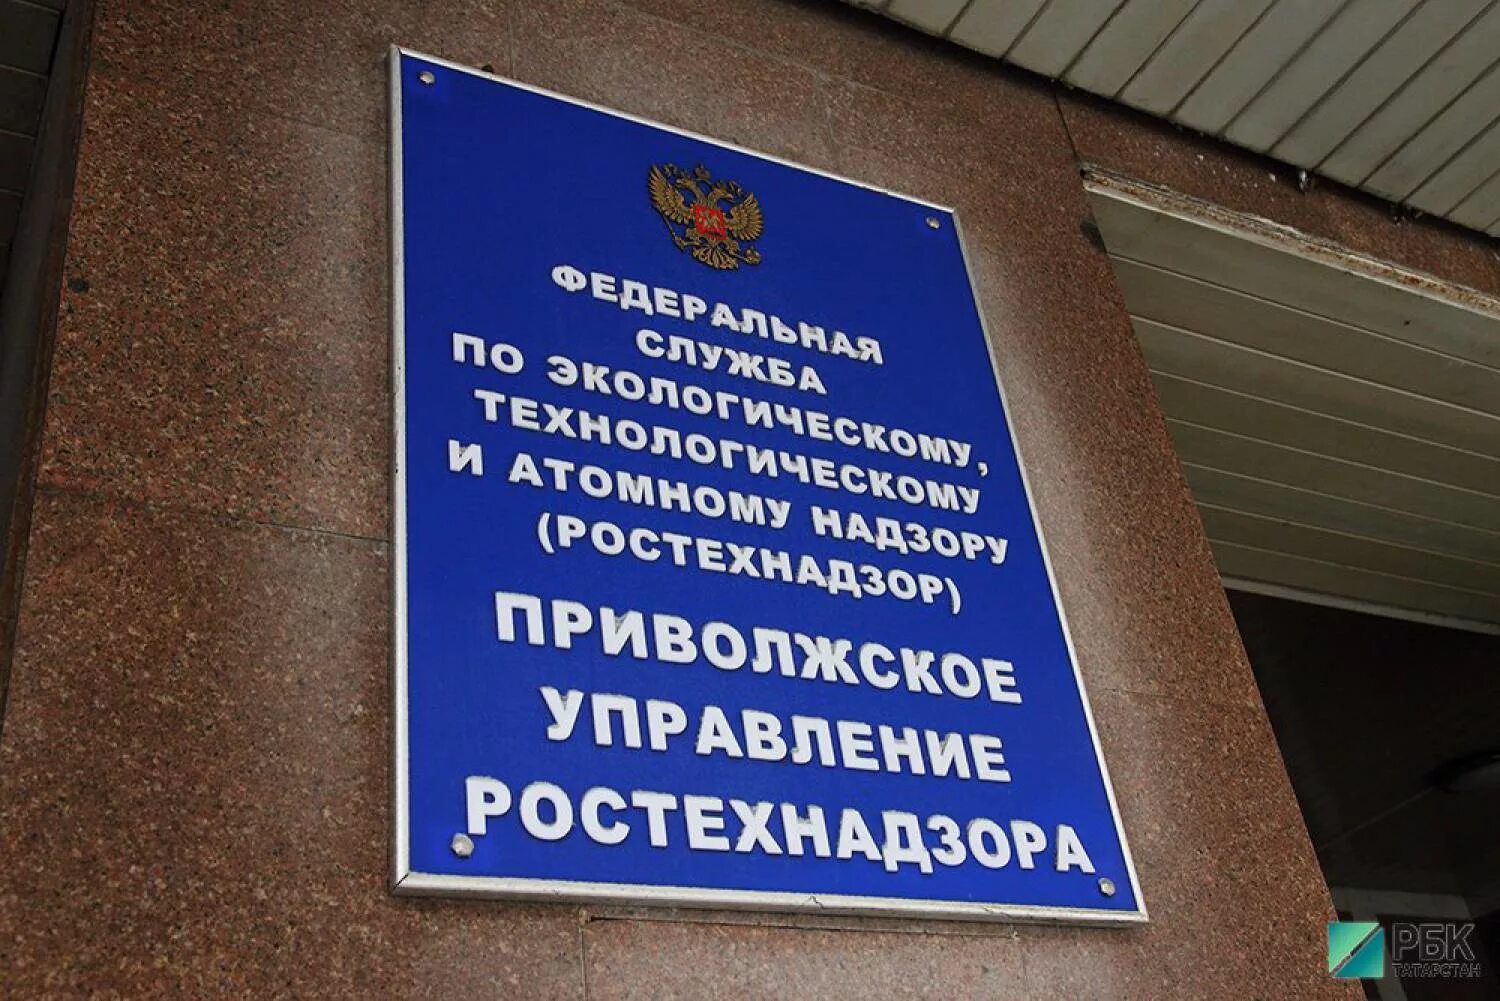 ФЕДЕРАЛЬНАЯ
СЛУЖБА
ПО ЭКОЛОГИЧЕСКОМУ,
ТЕХНОЛОГИЧЕСКОМУ
И АТОМНОМУ НАДЗОРУ
(РОСТЕХНАДЗОР)
ПРИВОЛЖСКОЕ
УПРАВЛЕНИЕ
РОСТЕХНАДЗОРА
РБК
ТАТАРСТАН